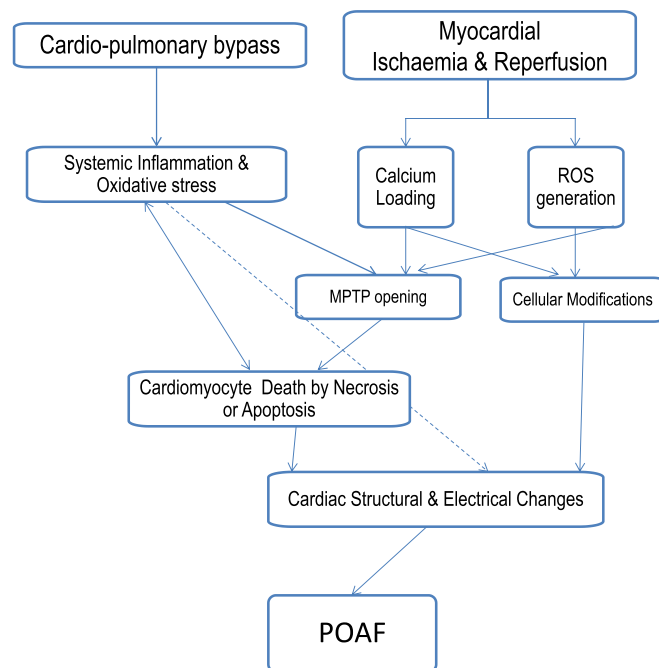 Cardio-pulmonary bypass
Myocardial
Ischaemia & Reperfusion
Systemic Inflammation &
Oxidative stress
Calcium
Loading
ROS
generation
MPTP opening
Cellular Modifications
Cardiomyocyte Death by Necrosis
or Apoptosis
Cardiac Structural & Electrical Changes
POAF